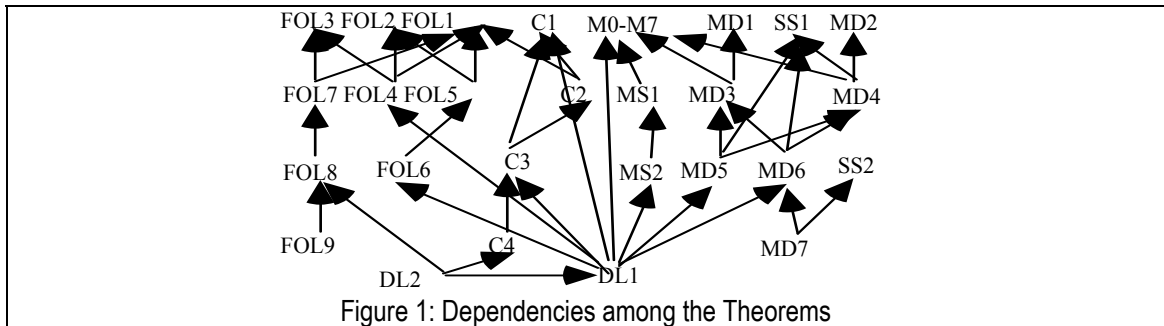 FOL3 FOL2 FOL1 C1 M0-M7 MD1 SS1 MD2
FOL7 FOL4 FOL5 C2 MS1 MD3 MD4
FOL8 FOL6 C3 MS2 MD5 MD6 SS2
FOL9 C4 MD7
DL2 DL1
Figure 1: Dependencies among the Theorems